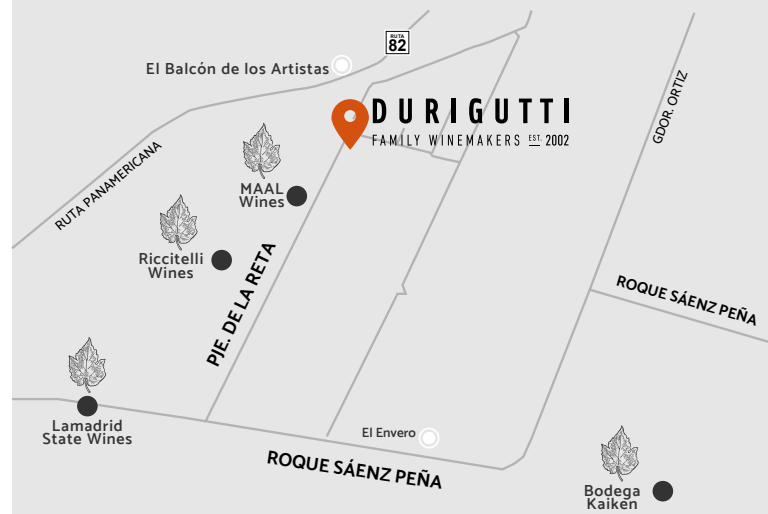 RUTA
82
El Balcón de los Artistas
DURIGUTTI
FAMILY WINEMAKERS EST. 2002
GDOR. ORTIZ
RUTA PANAMERICANA
MAAL
Wines
Riccitelli
Wines
PJE. DE LA RETA
ROQUE SÁENZ PEÑA
Lamadrid
State Wines
El Envero
ROQUE SÁENZ PEÑA
Bodega
Kaiken